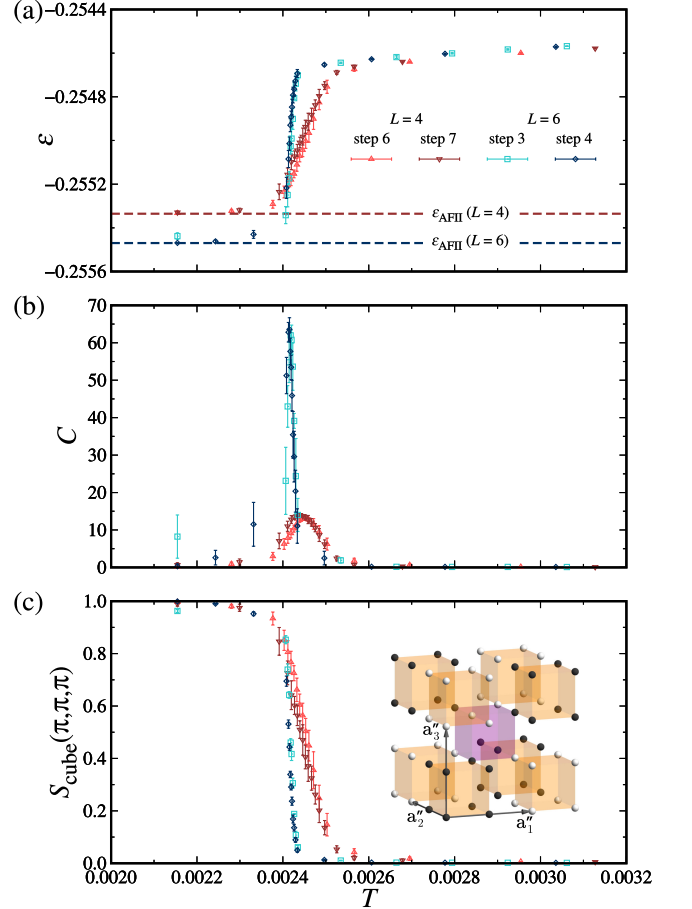 (a)
−0.2544
−0.2548
−0.2552
−0.2556
ε
L = 4 L = 6
step 6 step 7 step 3 step 4
εAFII (L = 4)
εAFII (L = 6)
(b)
70
60
50
40
30
20
10
0
C
(c)
1.0
0.8
0.6
0.4
0.2
0.0
Scube(π,π,π)
a″3
a″2
a″1
0.0020 0.0022 0.0024 0.0026 0.0028 0.0030 0.0032
T